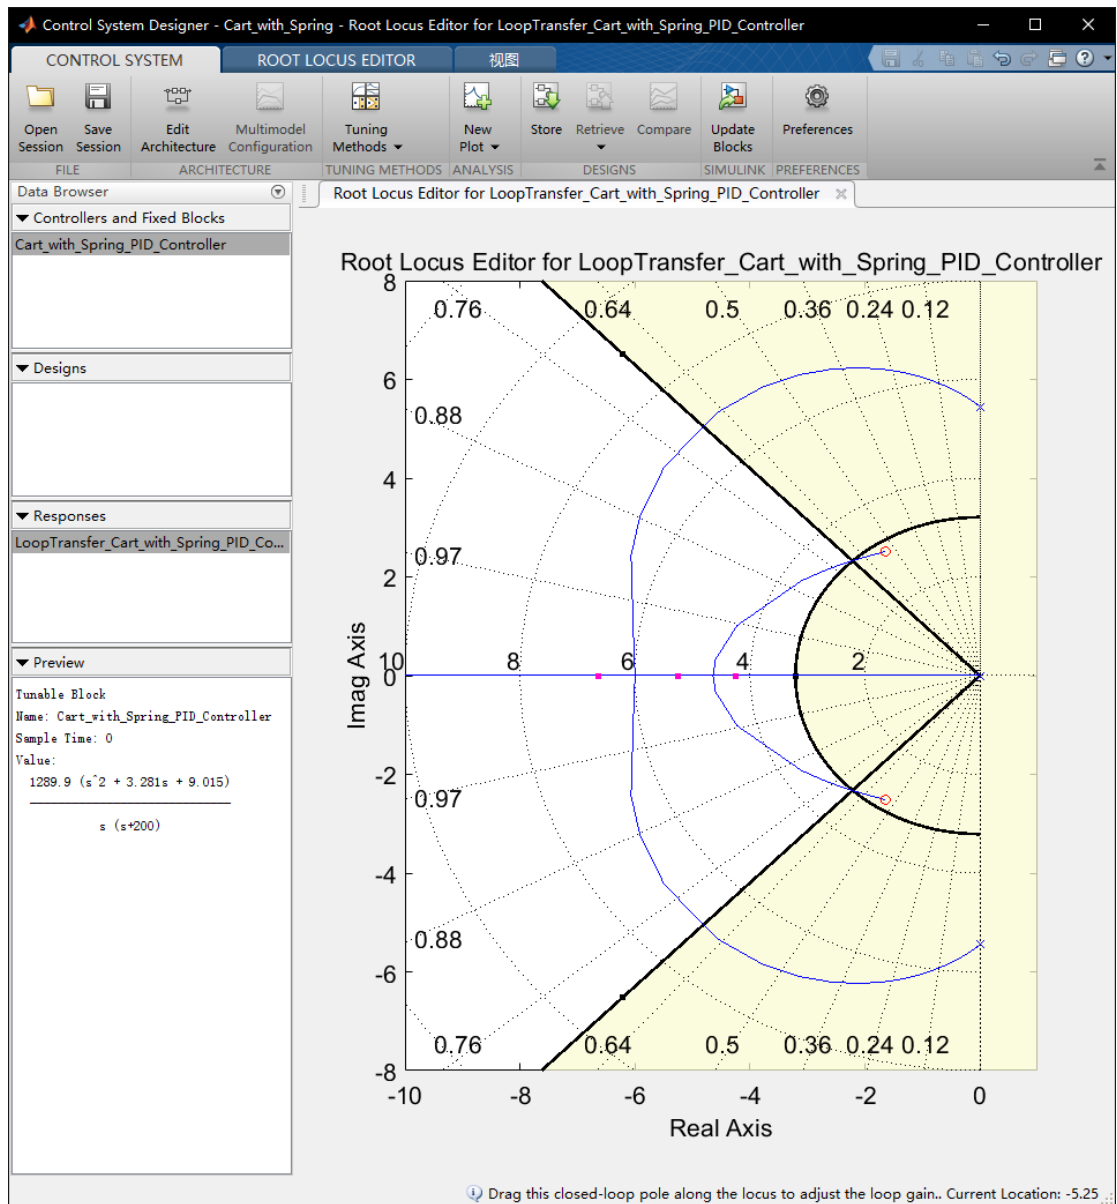 Control System Designer - Cart_with_Spring - Root Locus Editor for LoopTransfer_Cart_with_Spring_PID_Controller
CONTROL SYSTEM ROOT LOCUS EDITOR 视图
Open Session Save Session Edit Architecture Multimodel Configuration Tuning Methods New Plot Store Retrieve Compare Update Blocks Preferences
FILE ARCHITECTURE TUNING METHODS ANALYSIS DESIGNS SIMULINK PREFERENCES
Data Browser
Root Locus Editor for LoopTransfer_Cart_with_Spring_PID_Controller
Controllers and Fixed Blocks
Cart_with_Spring_PID_Controller
Designs
Responses
LoopTransfer_Cart_with_Spring_PID_Co...
Preview
Tunable Block
Name: Cart_with_Spring_PID_Controller
Sample Time: 0
Value:
1289.9 (s^2 + 3.281s + 9.015)
s (s+200)
Root Locus Editor for LoopTransfer_Cart_with_Spring_PID_Controller
8
0.76 0.64 0.5 0.36 0.24 0.12
6
0.88
4
0.97
2
10 8 6 4 2
0
-2
0.97
-4
0.88
-6
0.76 0.64 0.5 0.36 0.24 0.12
-8
-10 -8 -6 -4 -2 0
Imag Axis
Real Axis
Drag this closed-loop pole along the locus to adjust the loop gain.. Current Location: -5.25